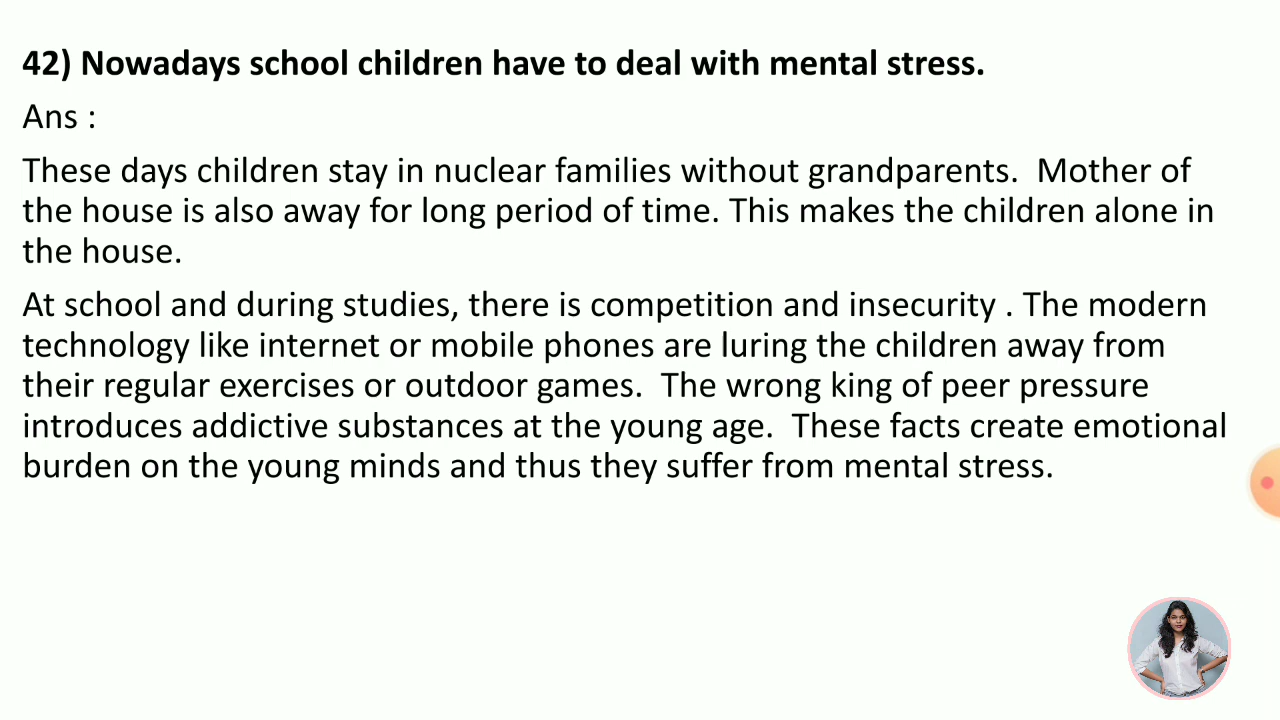 42) Nowadays school children have to deal with mental stress.
Ans :
These days children stay in nuclear families without grandparents.  Mother of
the house is also away for long period of time. This makes the children alone in
the house.
At school and during studies, there is competition and insecurity . The modern
technology like internet or mobile phones are luring the children away from
their regular exercises or outdoor games.  The wrong king of peer pressure
introduces addictive substances at the young age.  These facts create emotional
burden on the young minds and thus they suffer from mental stress.